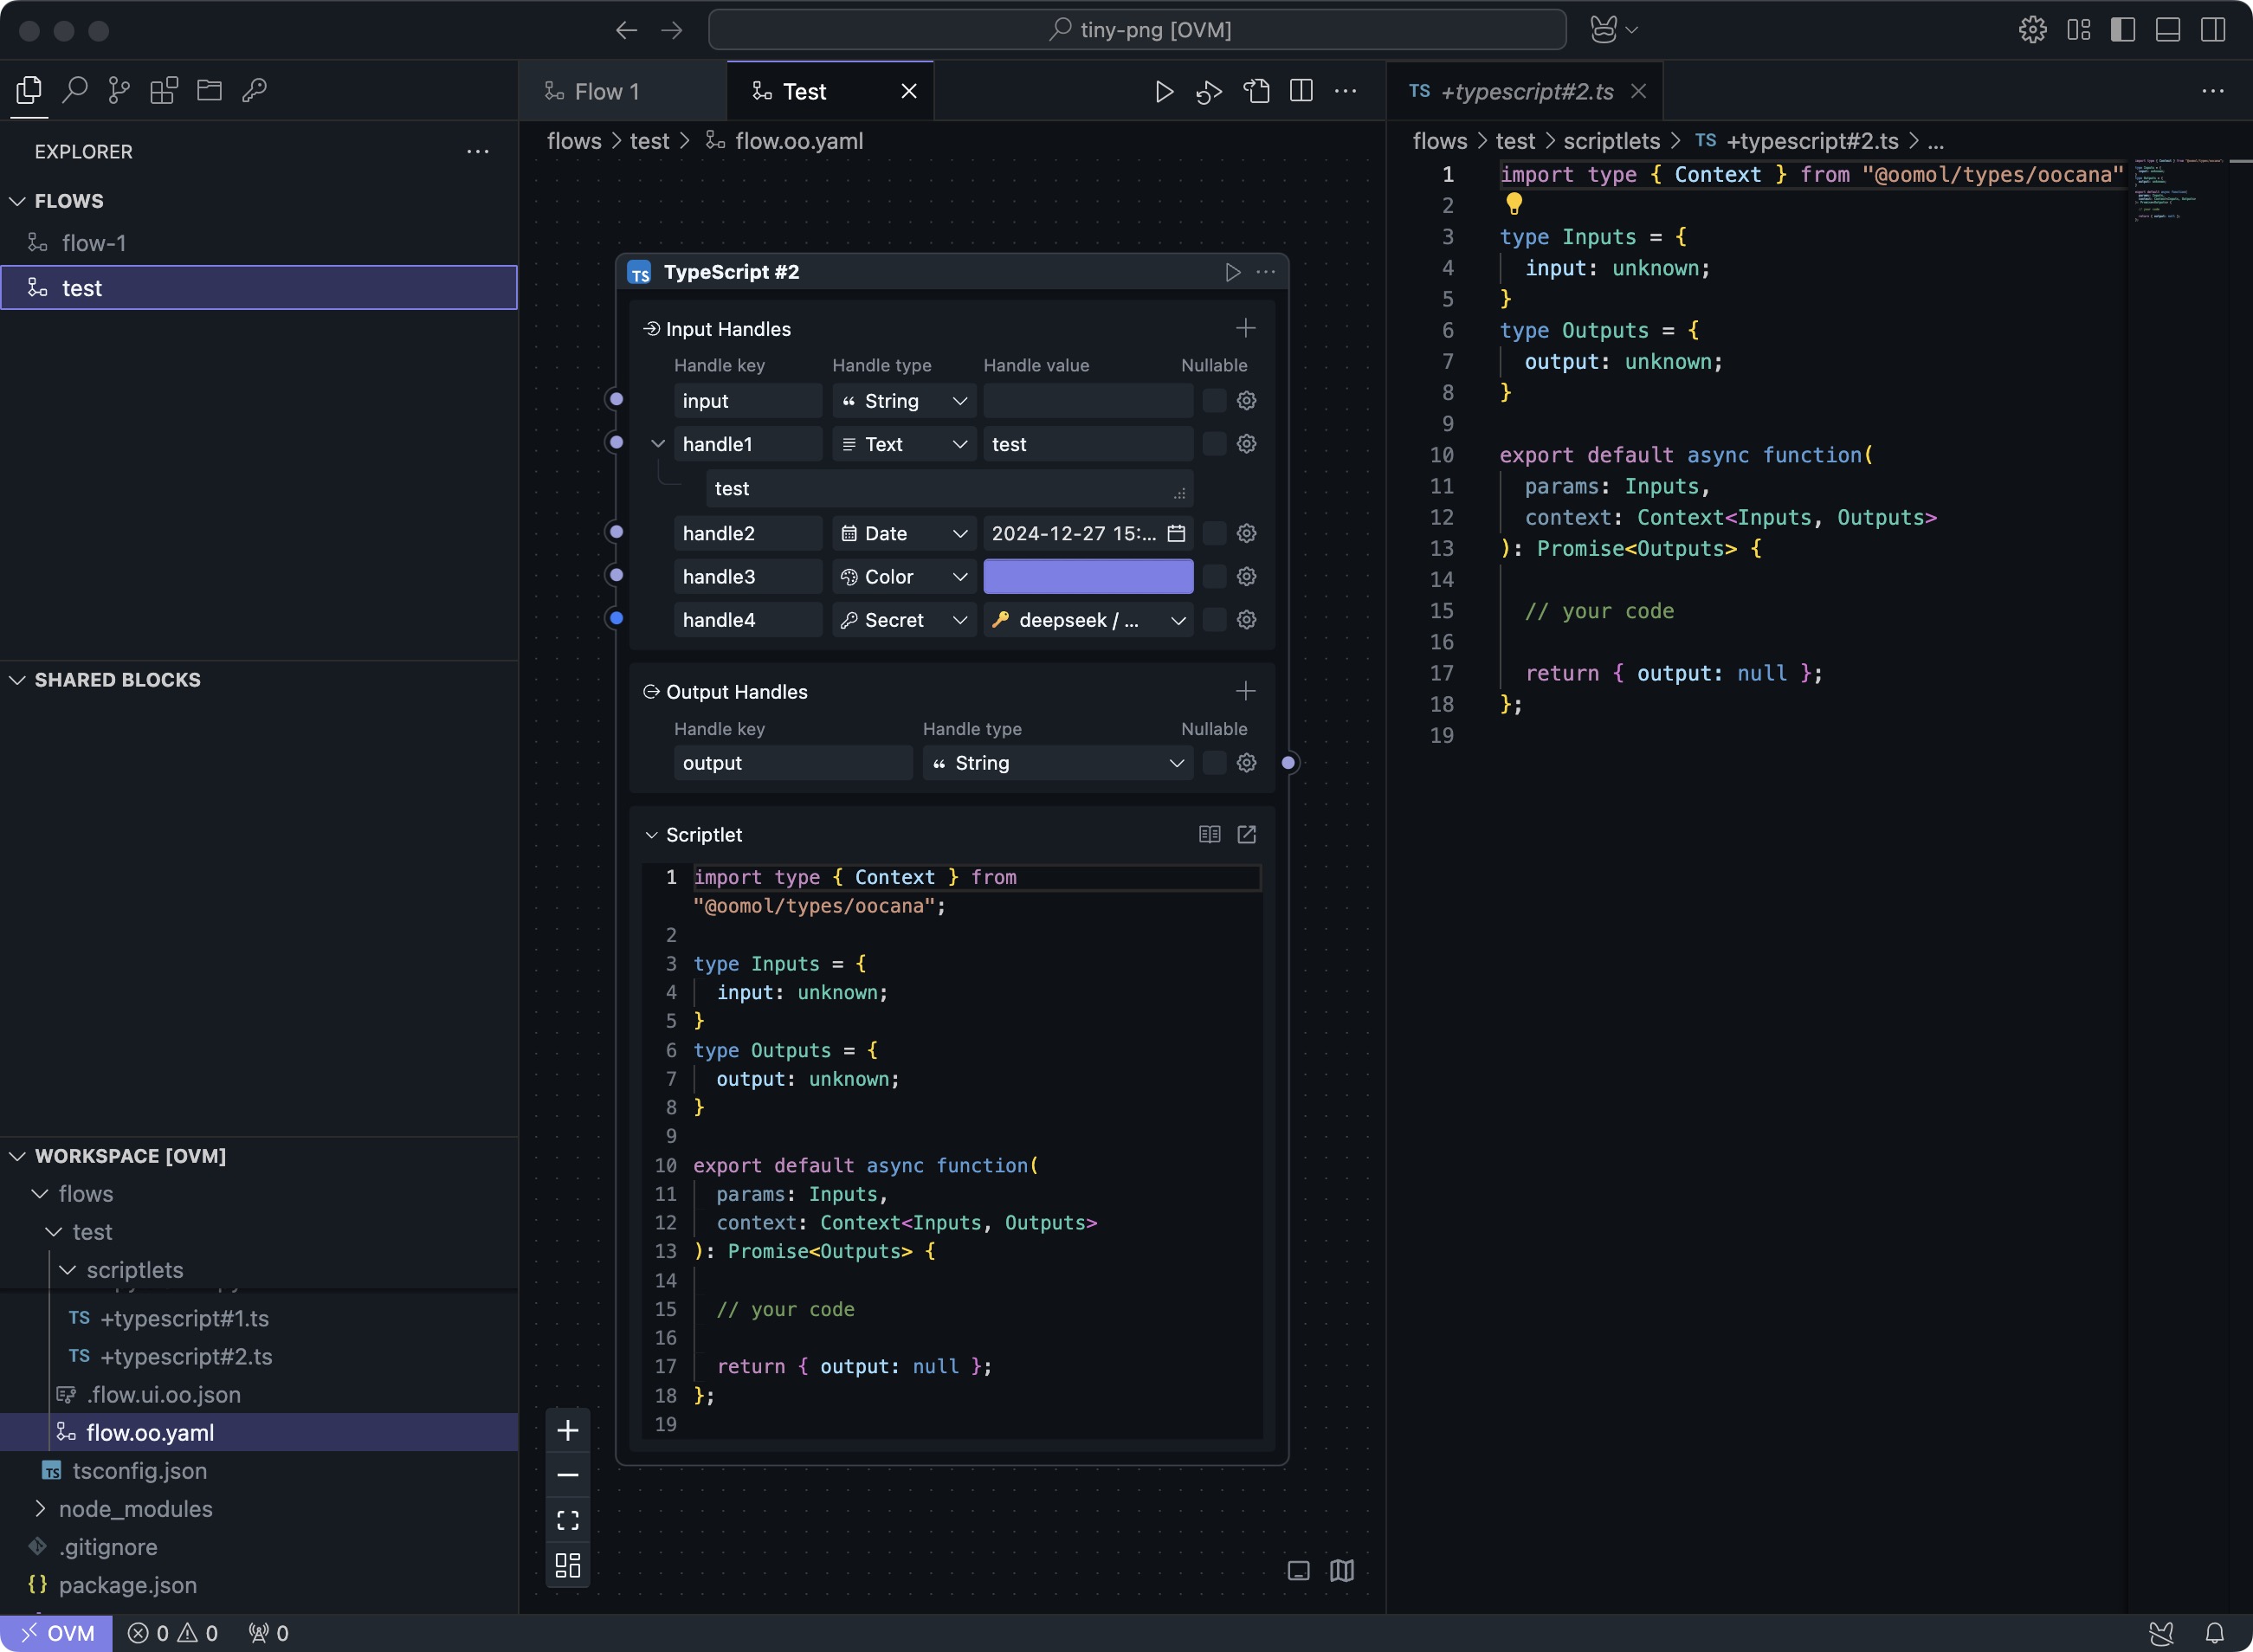 tiny-png [OVM]
EXPLORER
FLOWS
flow-1
test
SHARED BLOCKS
WORKSPACE [OVM]
flows
test
scriptlets
TS +typescript#1.ts
TS +typescript#2.ts
.flow.ui.oo.json
flow.oo.yaml
TS tsconfig.json
node_modules
.gitignore
{} package.json
Flow 1
Test
flows > test > flow.oo.yaml
TS TypeScript #2
Input Handles
Handle key Handle type Handle value Nullable
input String
handle1 Text test
test
handle2 Date 2024-12-27 15:...
handle3 Color
handle4 Secret deepseek / ...
Output Handles
Handle key Handle type Nullable
output String
Scriptlet
1 import type { Context } from
"@oomol/types/oocana";
2
3 type Inputs = {
4 input: unknown;
5 }
6 type Outputs = {
7 output: unknown;
8 }
9
10 export default async function(
11 params: Inputs,
12 context: Context<Inputs, Outputs>
13 ): Promise<Outputs> {
14
15 // your code
16
17 return { output: null };
18 };
19
TS +typescript#2.ts
flows > test > scriptlets > TS +typescript#2.ts > ...
1 import type { Context } from "@oomol/types/oocana"
2
3 type Inputs = {
4 input: unknown;
5 }
6 type Outputs = {
7 output: unknown;
8 }
9
10 export default async function(
11 params: Inputs,
12 context: Context<Inputs, Outputs>
13 ): Promise<Outputs> {
14
15 // your code
16
17 return { output: null };
18 };
19
OVM 0 0 0